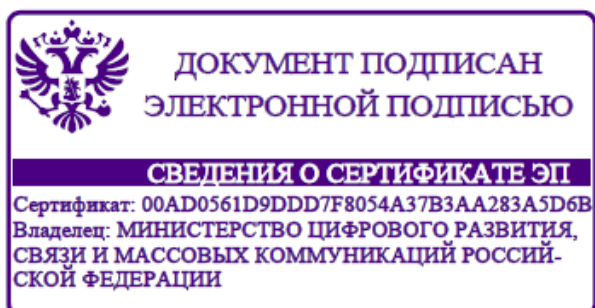 ДОКУМЕНТ ПОДПИСАН
ЭЛЕКТРОННОЙ ПОДПИСЬЮ
СВЕДЕНИЯ О СЕРТИФИКАТЕ ЭП
Сертификат: 00AD0561D9DDD7F8054A37B3AA283A5D6B
Владелец: МИНИСТЕРСТВО ЦИФРОВОГО РАЗВИТИЯ,
СВЯЗИ И МАССОВЫХ КОММУНИКАЦИЙ РОССИЙ-
СКОЙ ФЕДЕРАЦИИ